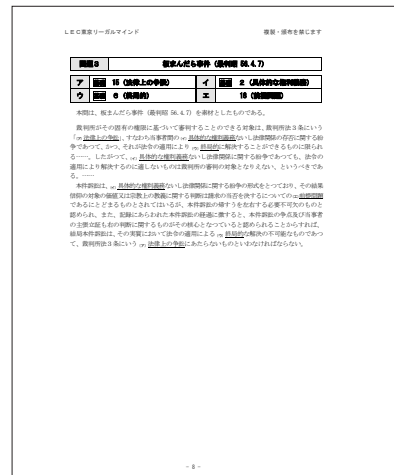 LEC東京リーガルマインド 複製・頒布を禁じます
問題3 板まんだら事件（最判昭 56.4.7）
ア 15（法律上の争訟） イ 2（具体的な権利義務）
ウ 6（終局的） エ 18（前提問題）
本問は、板まんだら事件（最判昭 56.4.7）を素材としたものである。
裁判所がその固有の権限に基づいて審判することのできる対象は、裁判所法３条にいう
「(ア)法律上の争訟」、すなわち当事者間の(イ)具体的な権利義務ないし法律関係の存否に関する紛
争であつて、かつ、それが法令の適用により(ウ)終局的に解決することができるものに限られ
る……。したがつて、(イ)具体的な権利義務ないし法律関係に関する紛争であつても、法令の
適用により解決するのに適しないものは裁判所の審判の対象となりえない、というべきであ
る。……
本件訴訟は、(イ)具体的な権利義務ないし法律関係に関する紛争の形式をとつており、その結果
信仰の対象の価値又は宗教上の教義に関する判断は請求の当否を決するについての(エ)前提問題
であるにとどまるものとされてはいるが、本件訴訟の帰すうを左右する必要不可欠のものと
認められ、また、記録にあらわれた本件訴訟の経過に徴すると、本件訴訟の争点及び当事者
の主張立証も右の判断に関するものがその核心となつていると認められることからすれば、
結局本件訴訟は、その実質において法令の適用による(ウ)終局的な解決の不可能なものであつ
て、裁判所法３条にいう(ア)法律上の争訟にあたらないものといわなければならない。
- 8 -